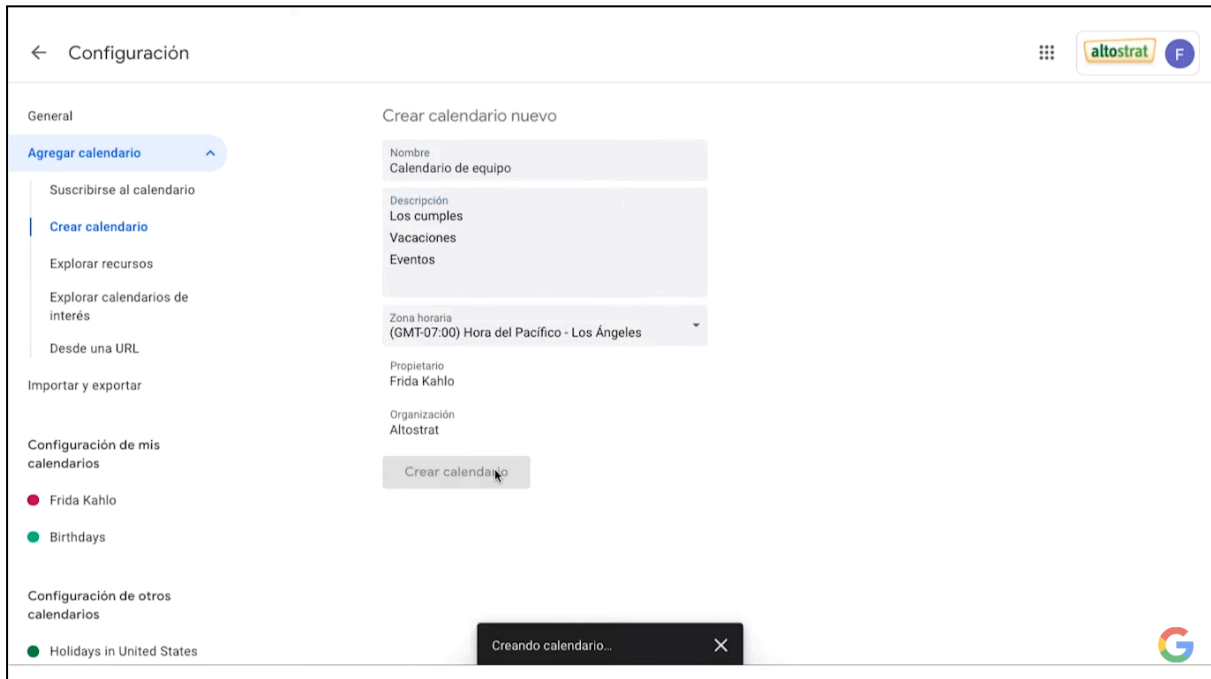 Configuración
altostrat
F
General
Agregar calendario
Suscribirse al calendario
Crear calendario
Explorar recursos
Explorar calendarios de
interés
Desde una URL
Importar y exportar
Configuración de mis
calendarios
Frida Kahlo
Birthdays
Configuración de otros
calendarios
Holidays in United States
Crear calendario nuevo
Nombre
Calendario de equipo
Descripción
Los cumples
Vacaciones
Eventos
Zona horaria
(GMT-07:00) Hora del Pacífico - Los Ángeles
Propietario
Frida Kahlo
Organización
Altostrat
Crear calendario
Creando calendario...
G